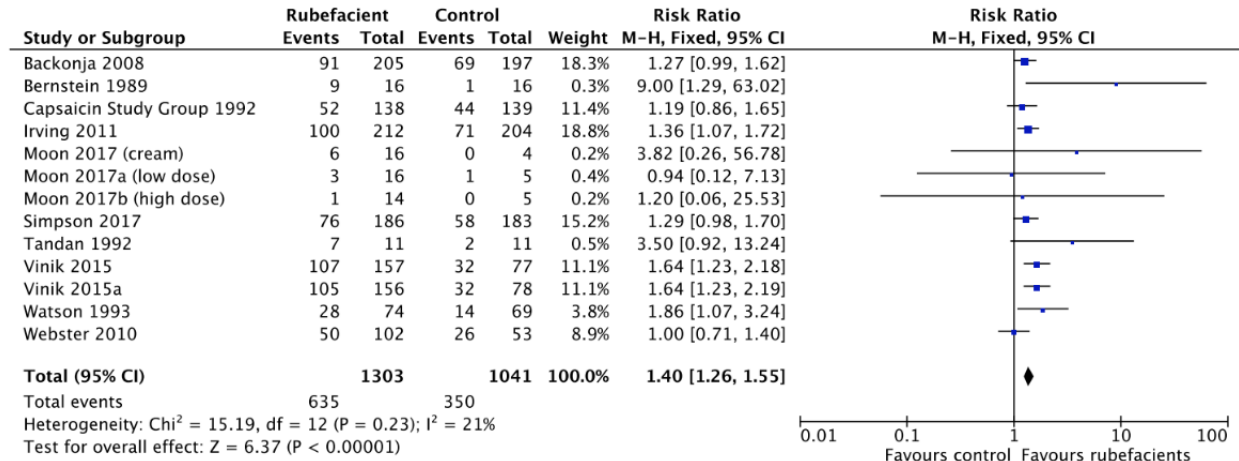 Rubefacient Control Risk Ratio Risk Ratio
Study or Subgroup Events Total Events Total Weight M-H, Fixed, 95% CI M-H, Fixed, 95% CI
Backonja 2008 91 205 69 197 18.3% 1.27 [0.99, 1.62]
Bernstein 1989 9 16 1 16 0.3% 9.00 [1.29, 63.02]
Capsaicin Study Group 1992 52 138 44 139 11.4% 1.19 [0.86, 1.65]
Irving 2011 100 212 71 204 18.8% 1.36 [1.07, 1.72]
Moon 2017 (cream) 6 16 0 4 0.2% 3.82 [0.26, 56.78]
Moon 2017a (low dose) 3 16 1 5 0.4% 0.94 [0.12, 7.13]
Moon 2017b (high dose) 1 14 0 5 0.2% 1.20 [0.06, 25.53]
Simpson 2017 76 186 58 183 15.2% 1.29 [0.98, 1.70]
Tandan 1992 7 11 2 11 0.5% 3.50 [0.92, 13.24]
Vinik 2015 107 157 32 77 11.1% 1.64 [1.23, 2.18]
Vinik 2015a 105 156 32 78 11.1% 1.64 [1.23, 2.19]
Watson 1993 28 74 14 69 3.8% 1.86 [1.07, 3.24]
Webster 2010 50 102 26 53 8.9% 1.00 [0.71, 1.40]
Total (95% CI) 1303 1041 100.0% 1.40 [1.26, 1.55]
Total events 635 350
Heterogeneity: Chi² = 15.19, df = 12 (P = 0.23); I² = 21%
Test for overall effect: Z = 6.37 (P < 0.00001)
0.01 0.1 1 10 100
Favours control Favours rubefacients